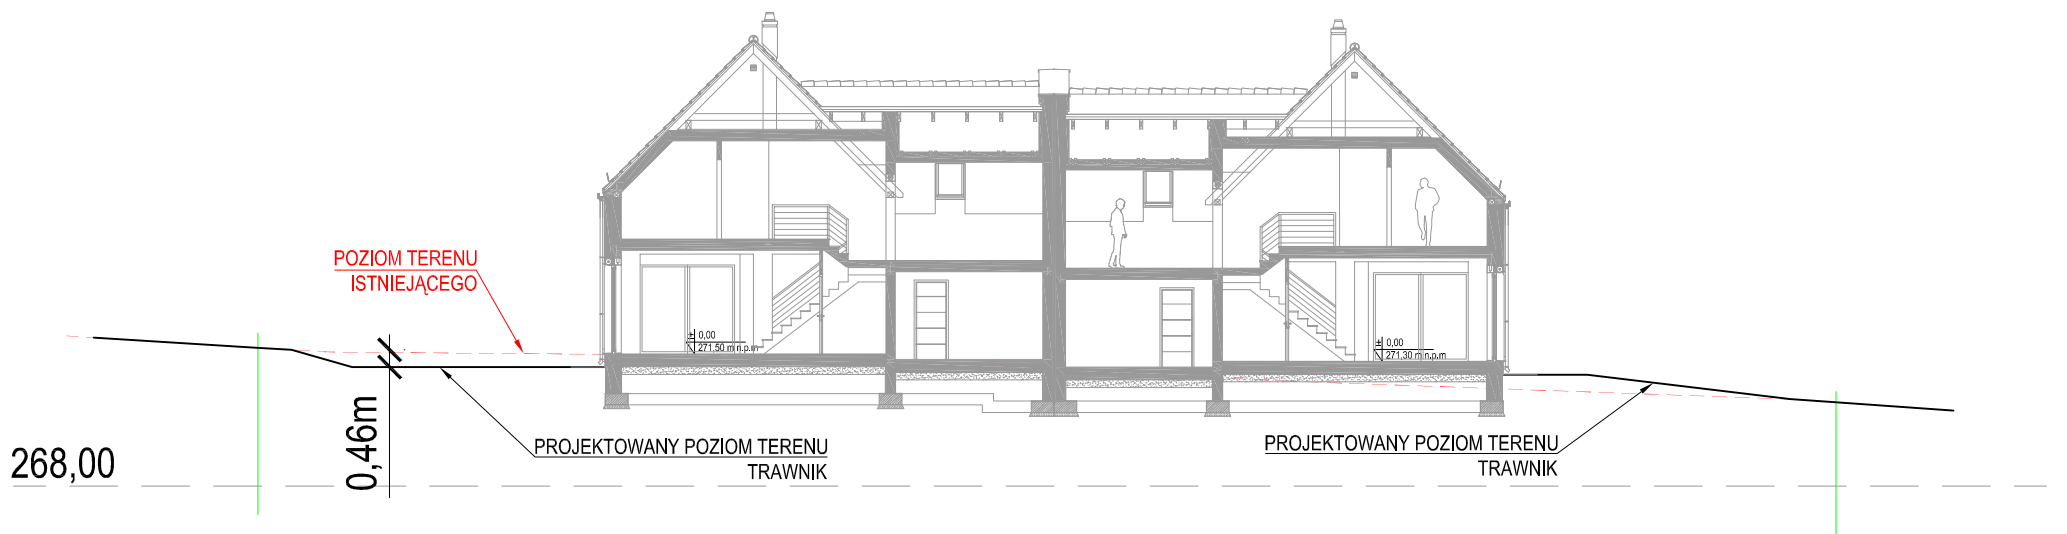 POZIOM TERENU
ISTNIEJĄCEGO
± 0,00
271,50 m n.p.m
± 0,00
271,30 m n.p.m
0,46m
PROJEKTOWANY POZIOM TERENU
TRAWNIK
PROJEKTOWANY POZIOM TERENU
TRAWNIK
268,00